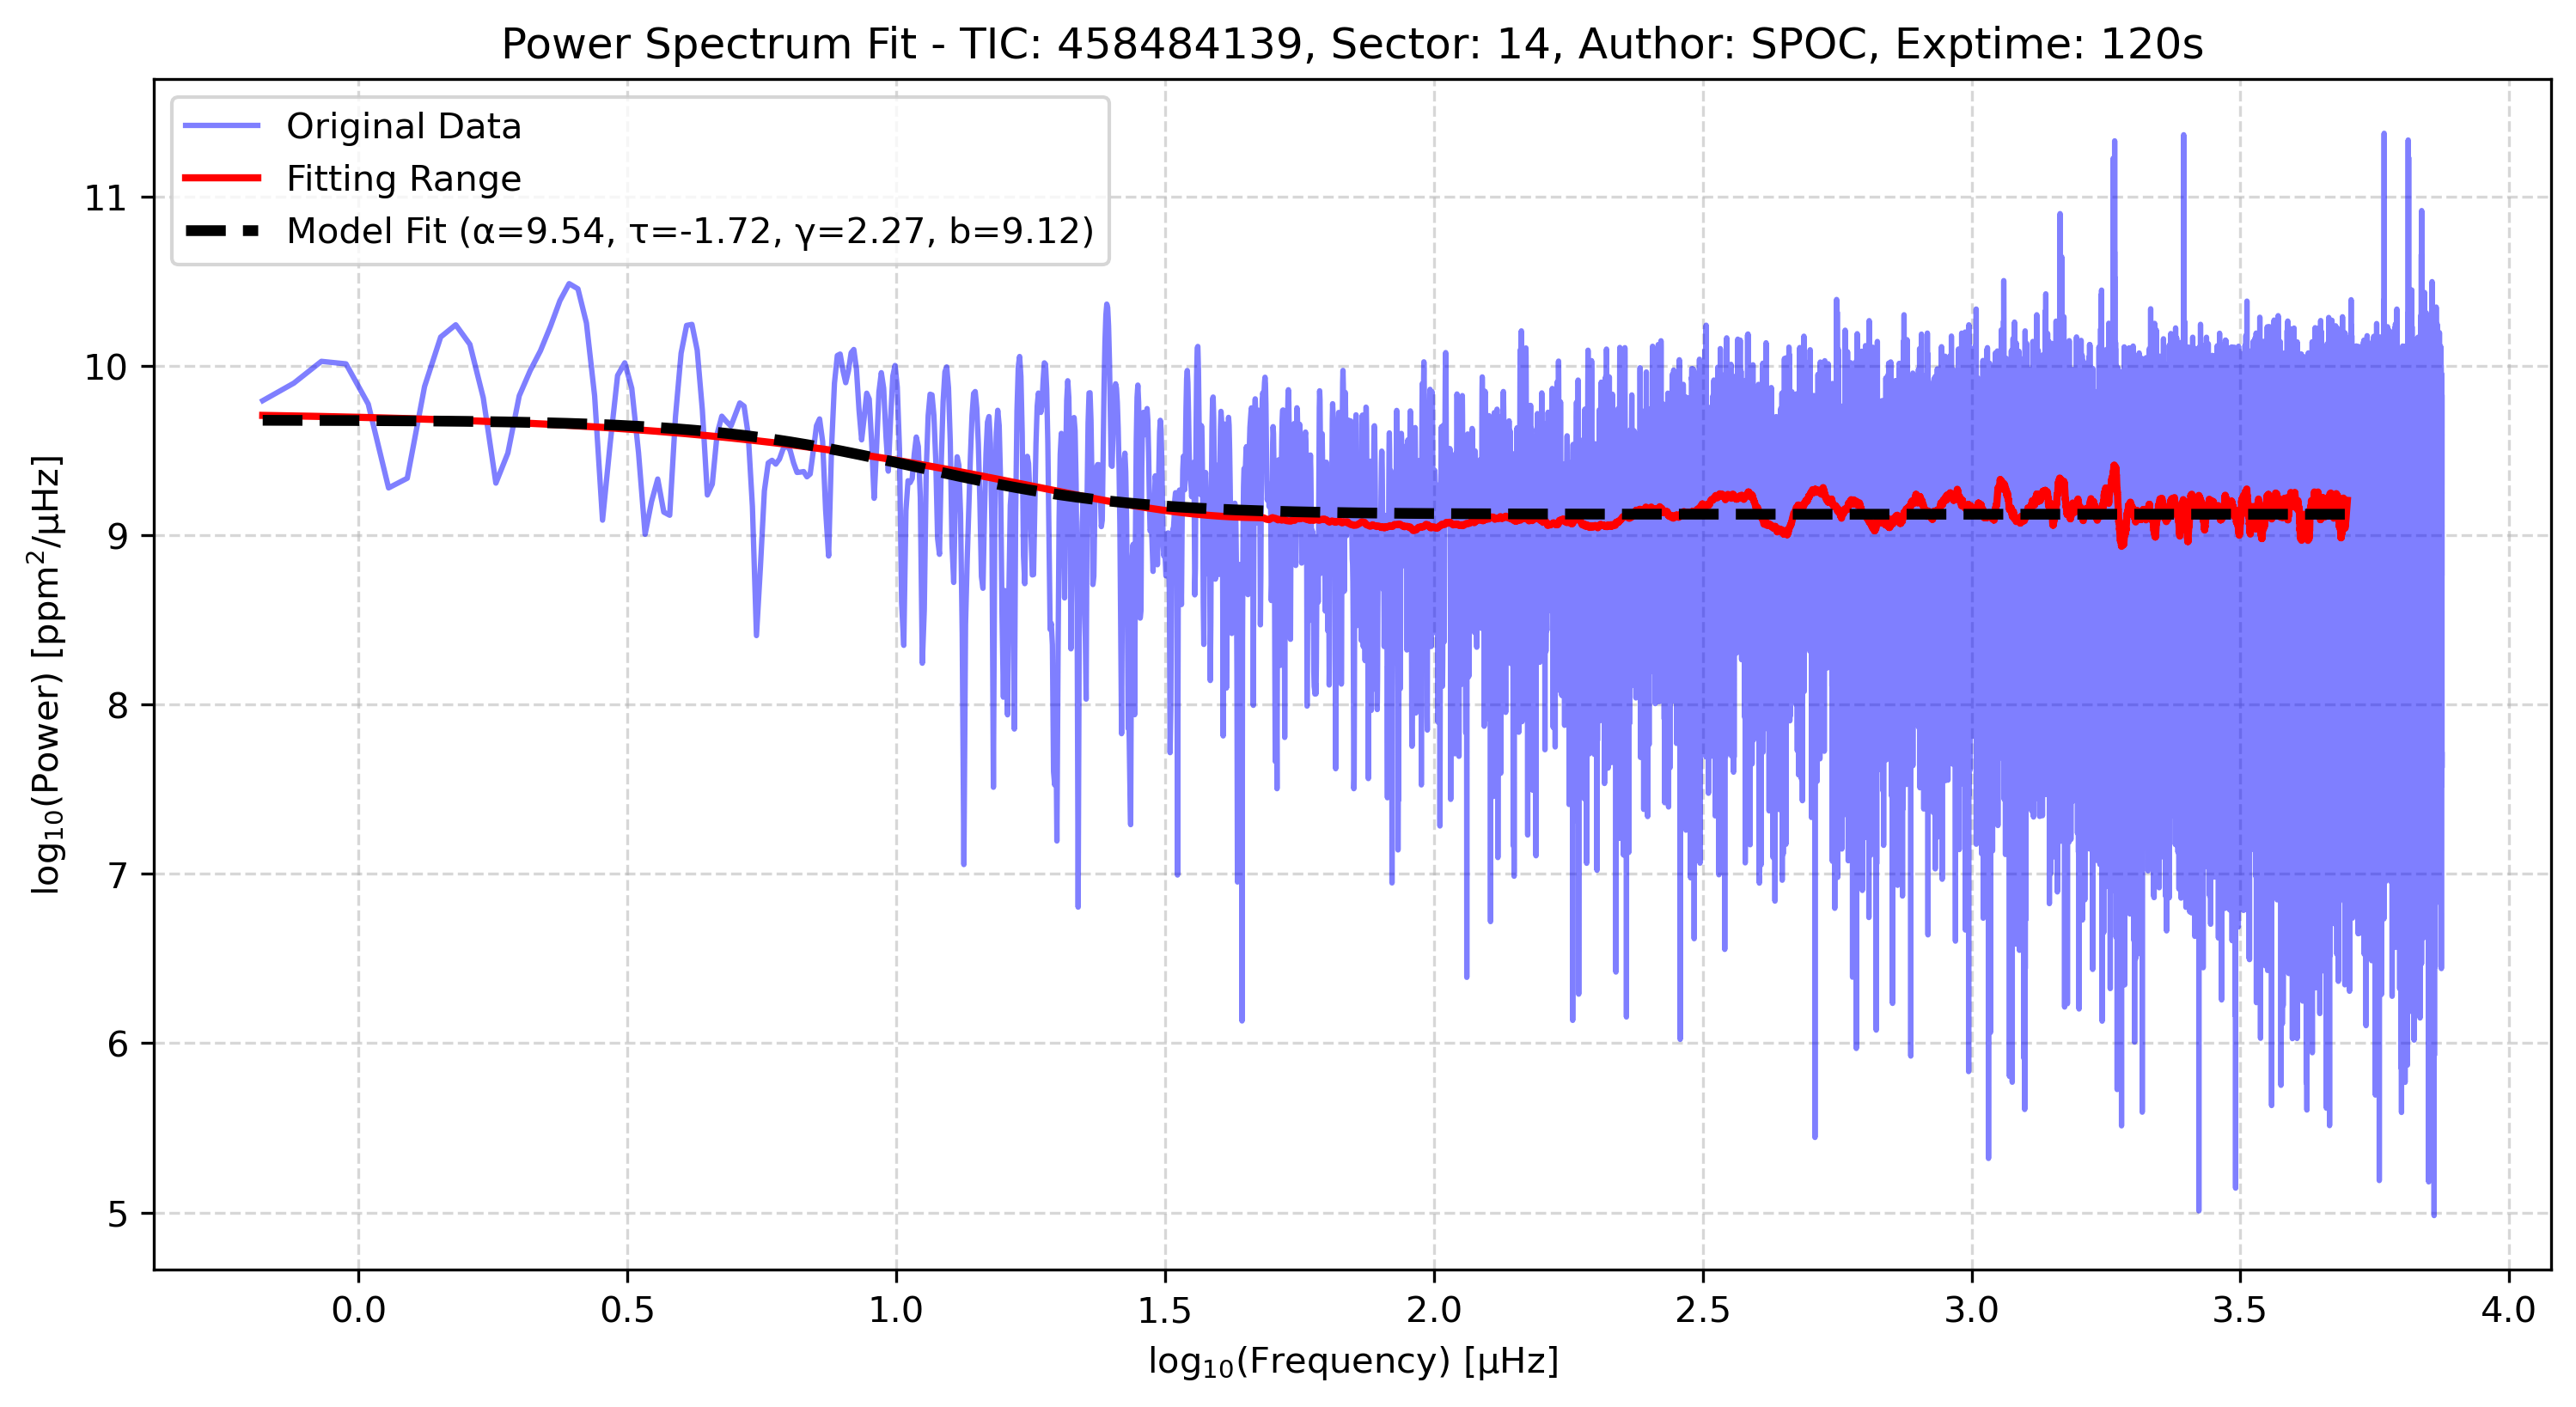 Power Spectrum Fit - TIC: 458484139, Sector: 14, Author: SPOC, Exptime: 120s
Original Data
Fitting Range
Model Fit (α=9.54, τ=-1.72, γ=2.27, b=9.12)
log₁₀(Power) [ppm²/μHz]
11
10
9
8
7
6
5
0.0 0.5 1.0 1.5 2.0 2.5 3.0 3.5 4.0
log₁₀(Frequency) [μHz]